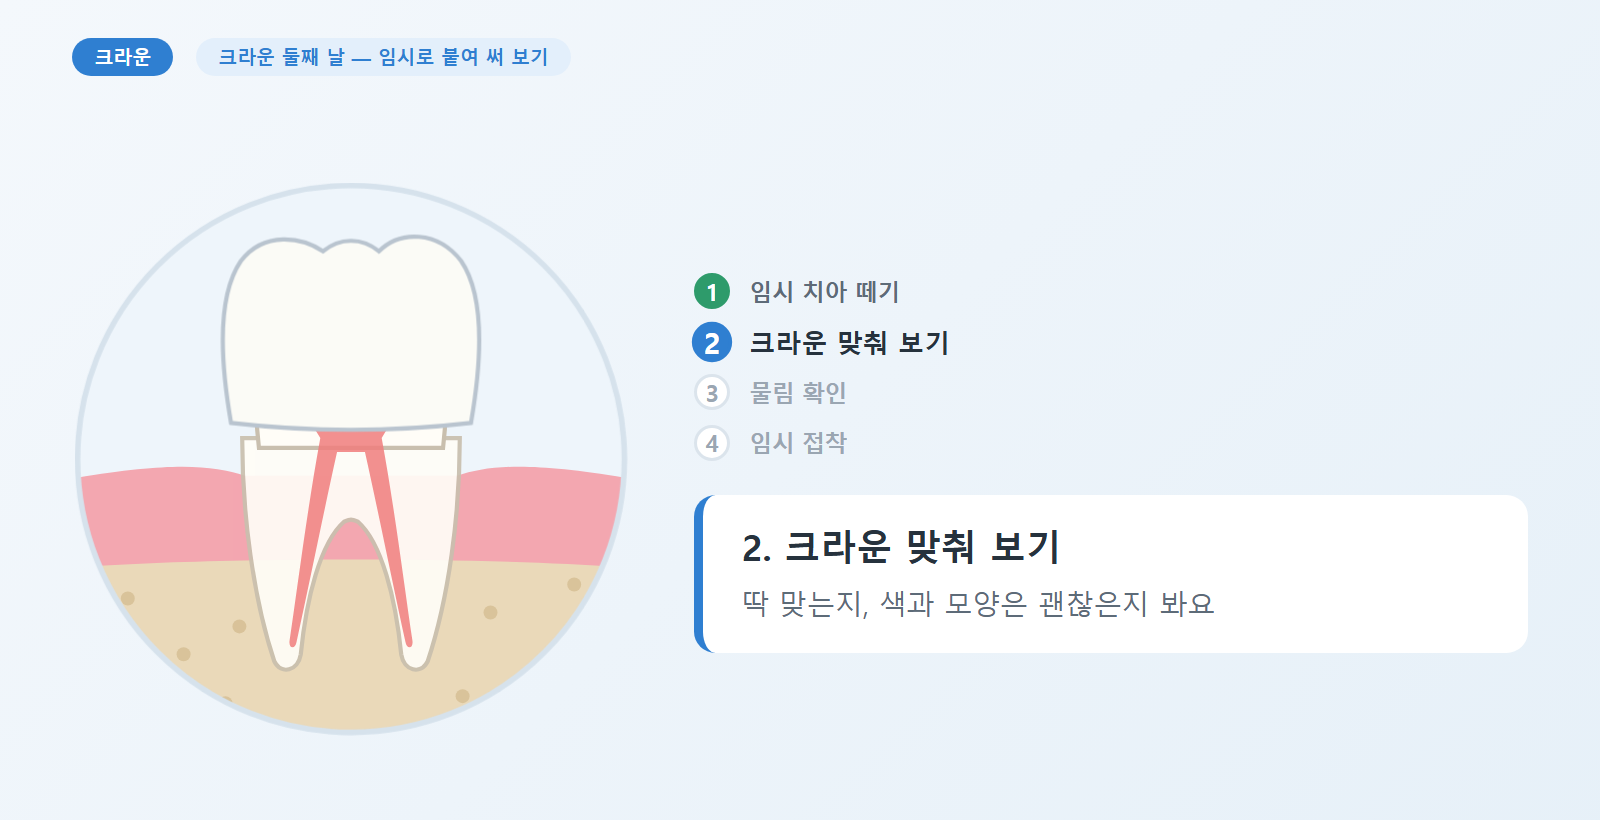 크라운
크라운 둘째 날 — 임시로 붙여 써 보기
1 임시 치아 떼기
2 크라운 맞춰 보기
3 물림 확인
4 임시 접착
2. 크라운 맞춰 보기
딱 맞는지, 색과 모양은 괜찮은지 봐요